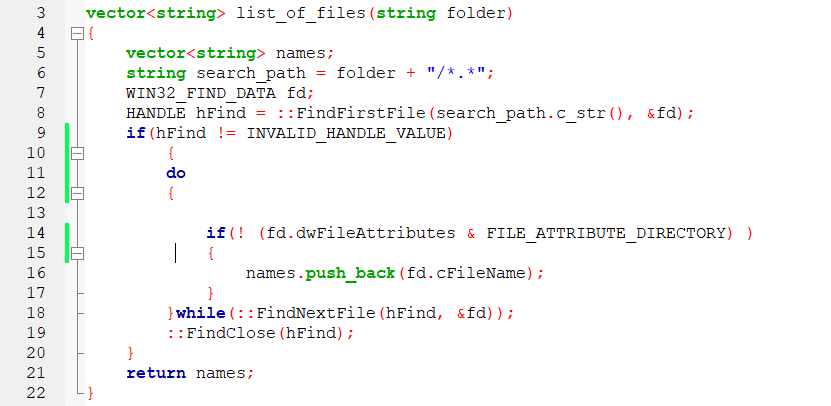 3 vector<string> list_of_files(string folder)
4 {
5 vector<string> names;
6 string search_path = folder + "/*.*";
7 WIN32_FIND_DATA fd;
8 HANDLE hFind = ::FindFirstFile(search_path.c_str(), &fd);
9 if(hFind != INVALID_HANDLE_VALUE)
10 {
11 do
12 {
13
14 if(! (fd.dwFileAttributes & FILE_ATTRIBUTE_DIRECTORY) )
15 {
16 names.push_back(fd.cFileName);
17 }
18 }while(::FindNextFile(hFind, &fd));
19 ::FindClose(hFind);
20 }
21 return names;
22 }